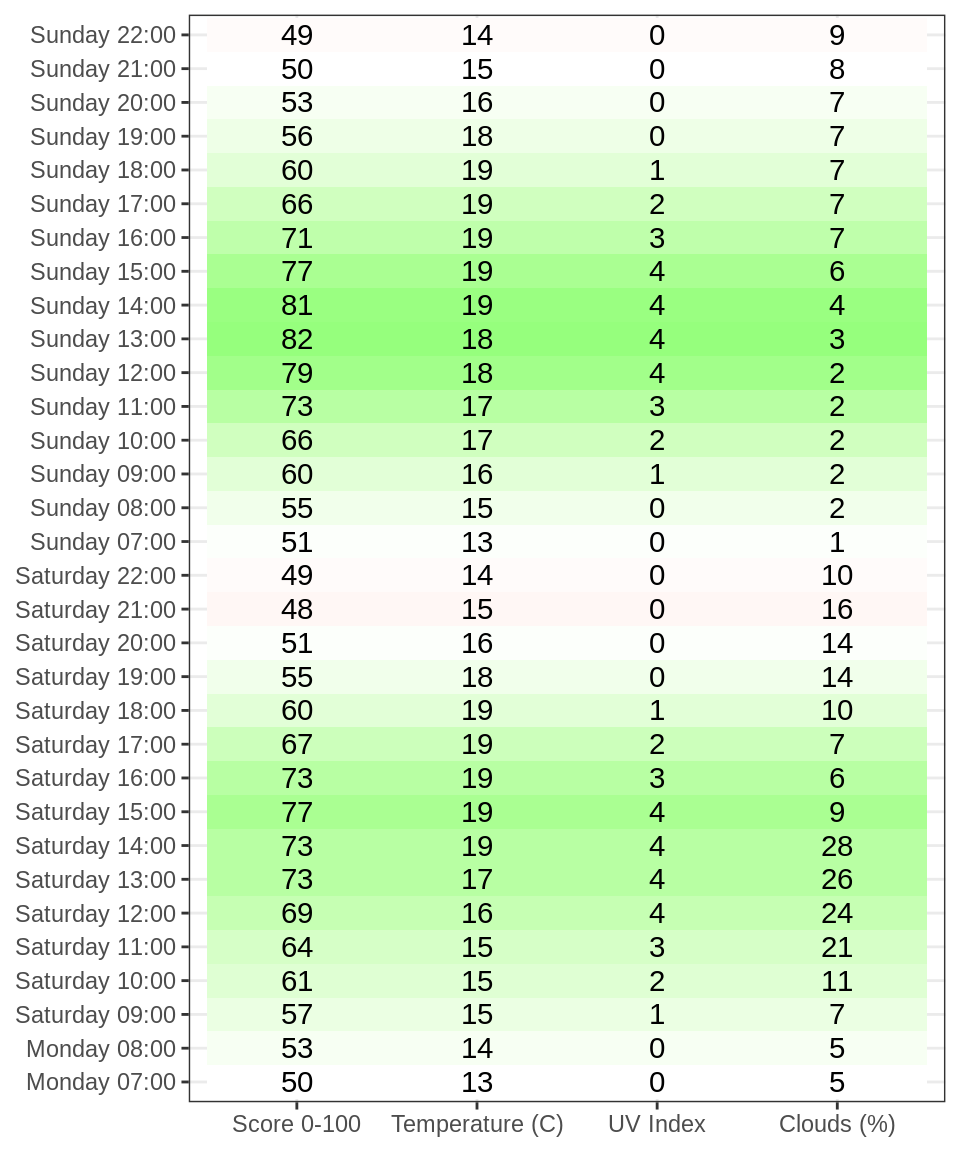 Sunday 22:00 49 14 0 9
Sunday 21:00 50 15 0 8
Sunday 20:00 53 16 0 7
Sunday 19:00 56 18 0 7
Sunday 18:00 60 19 1 7
Sunday 17:00 66 19 2 7
Sunday 16:00 71 19 3 7
Sunday 15:00 77 19 4 6
Sunday 14:00 81 19 4 4
Sunday 13:00 82 18 4 3
Sunday 12:00 79 18 4 2
Sunday 11:00 73 17 3 2
Sunday 10:00 66 17 2 2
Sunday 09:00 60 16 1 2
Sunday 08:00 55 15 0 2
Sunday 07:00 51 13 0 1
Saturday 22:00 49 14 0 10
Saturday 21:00 48 15 0 16
Saturday 20:00 51 16 0 14
Saturday 19:00 55 18 0 14
Saturday 18:00 60 19 1 10
Saturday 17:00 67 19 2 7
Saturday 16:00 73 19 3 6
Saturday 15:00 77 19 4 9
Saturday 14:00 73 19 4 28
Saturday 13:00 73 17 4 26
Saturday 12:00 69 16 4 24
Saturday 11:00 64 15 3 21
Saturday 10:00 61 15 2 11
Saturday 09:00 57 15 1 7
Monday 08:00 53 14 0 5
Monday 07:00 50 13 0 5
Score 0-100 Temperature (C) UV Index Clouds (%)